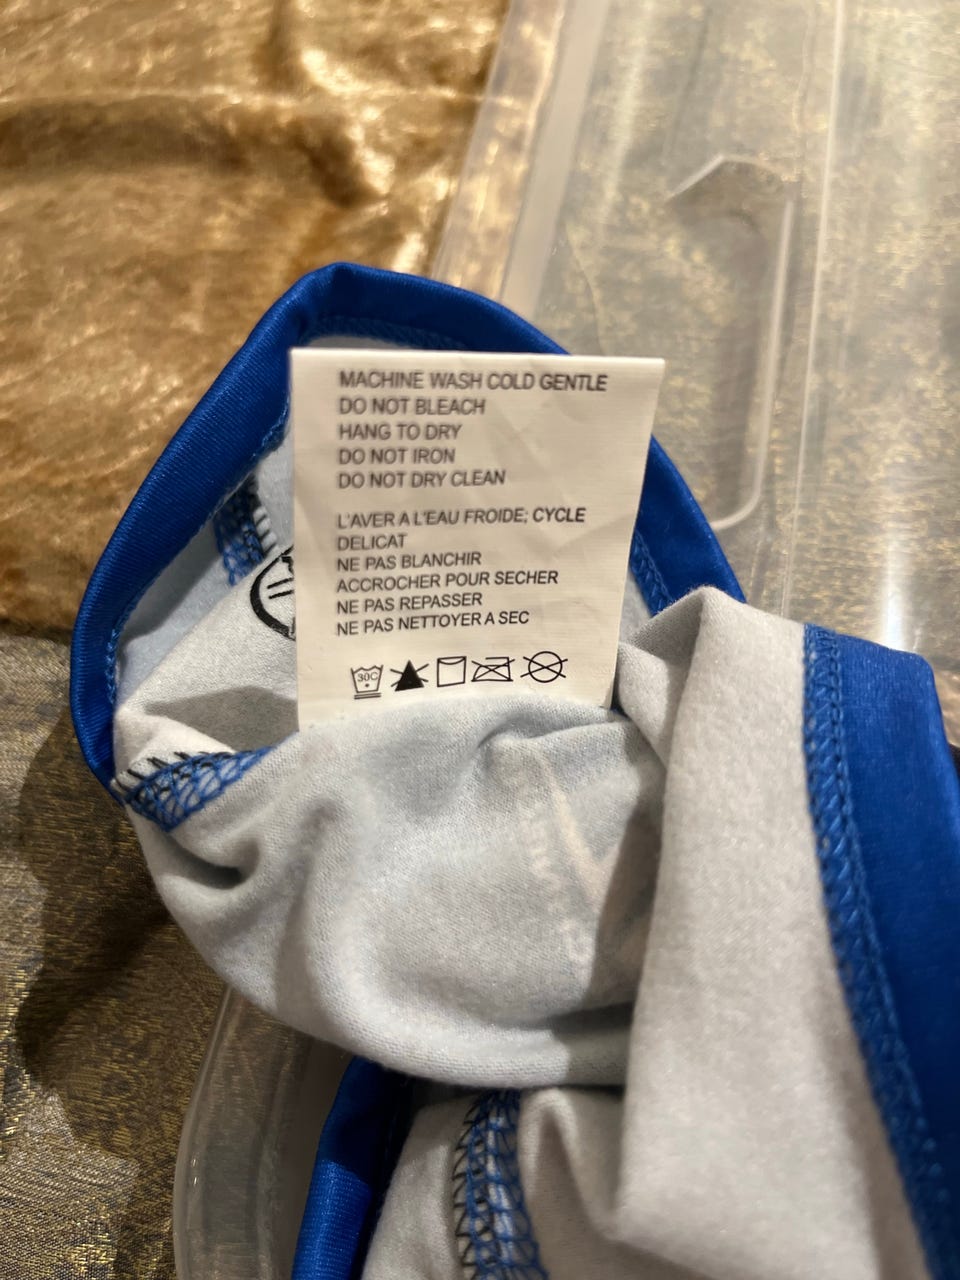 MACHINE WASH COLD GENTLE
DO NOT BLEACH
HANG TO DRY
DO NOT IRON
DO NOT DRY CLEAN
L'AVER A L'EAU FROIDE; CYCLE
DELICAT
NE PAS BLANCHIR
ACCROCHER POUR SECHER
NE PAS REPASSER
NE PAS NETTOYER A SEC
30C